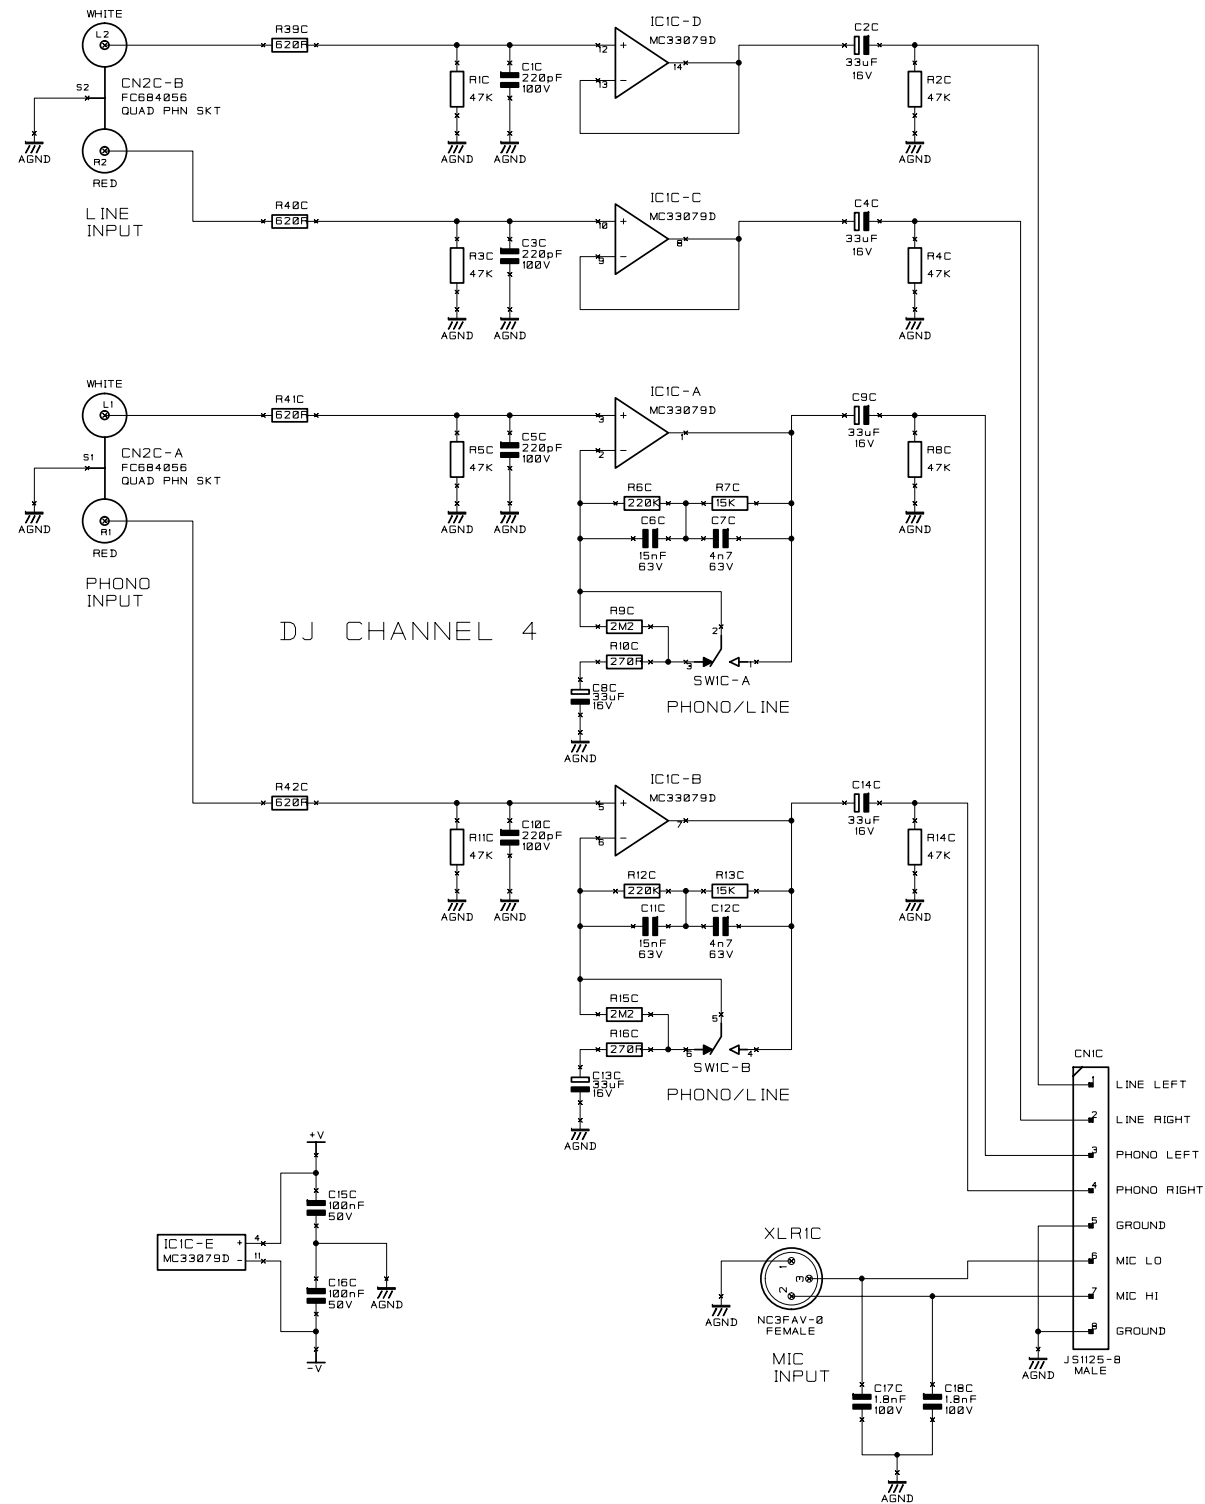 WHITE
L2
CN2C-B
FC684056
QUAD PHN SKT
S2
AGND
R2
RED
LINE
INPUT
R39C
620R
R1C
47K
AGND
C1C
220pF
100V
AGND
IC1C-D
MC33079D
12
+
13
-
14
C2C
33uF
16V
R2C
47K
AGND
R40C
620R
R3C
47K
AGND
C3C
220pF
100V
AGND
IC1C-C
MC33079D
10
+
9
-
8
C4C
33uF
16V
R4C
47K
AGND
WHITE
L1
CN2C-A
FC684056
QUAD PHN SKT
S1
AGND
R1
RED
PHONO
INPUT
R41C
620R
R5C
47K
AGND
C5C
220pF
100V
AGND
IC1C-A
MC33079D
3
+
2
-
1
C9C
33uF
16V
R8C
47K
AGND
R6C
220K
R7C
15K
C6C
15nF
63V
C7C
4n7
63V
R9C
2M2
R10C
270R
2
3
1
SW1C-A
PHONO/LINE
C8C
33uF
16V
AGND
DJ CHANNEL 4
R42C
620R
R11C
47K
AGND
C10C
220pF
100V
AGND
IC1C-B
MC33079D
5
+
6
-
7
C14C
33uF
16V
R14C
47K
AGND
R12C
220K
R13C
15K
C11C
15nF
63V
C12C
4n7
63V
R15C
2M2
R16C
270R
5
6
4
SW1C-B
PHONO/LINE
C13C
33uF
16V
AGND
+V
C15C
100nF
50V
IC1C-E
MC33079D
+
-
4
11
C16C
100nF
50V
AGND
-V
XLR1C
1
3
2
NC3FAV-0
FEMALE
AGND
MIC
INPUT
C17C
1.8nF
100V
C18C
1.8nF
100V
AGND
CN1C
1 LINE LEFT
2 LINE RIGHT
3 PHONO LEFT
4 PHONO RIGHT
5 GROUND
6 MIC LO
7 MIC HI
8 GROUND
JS1125-8
MALE
AGND